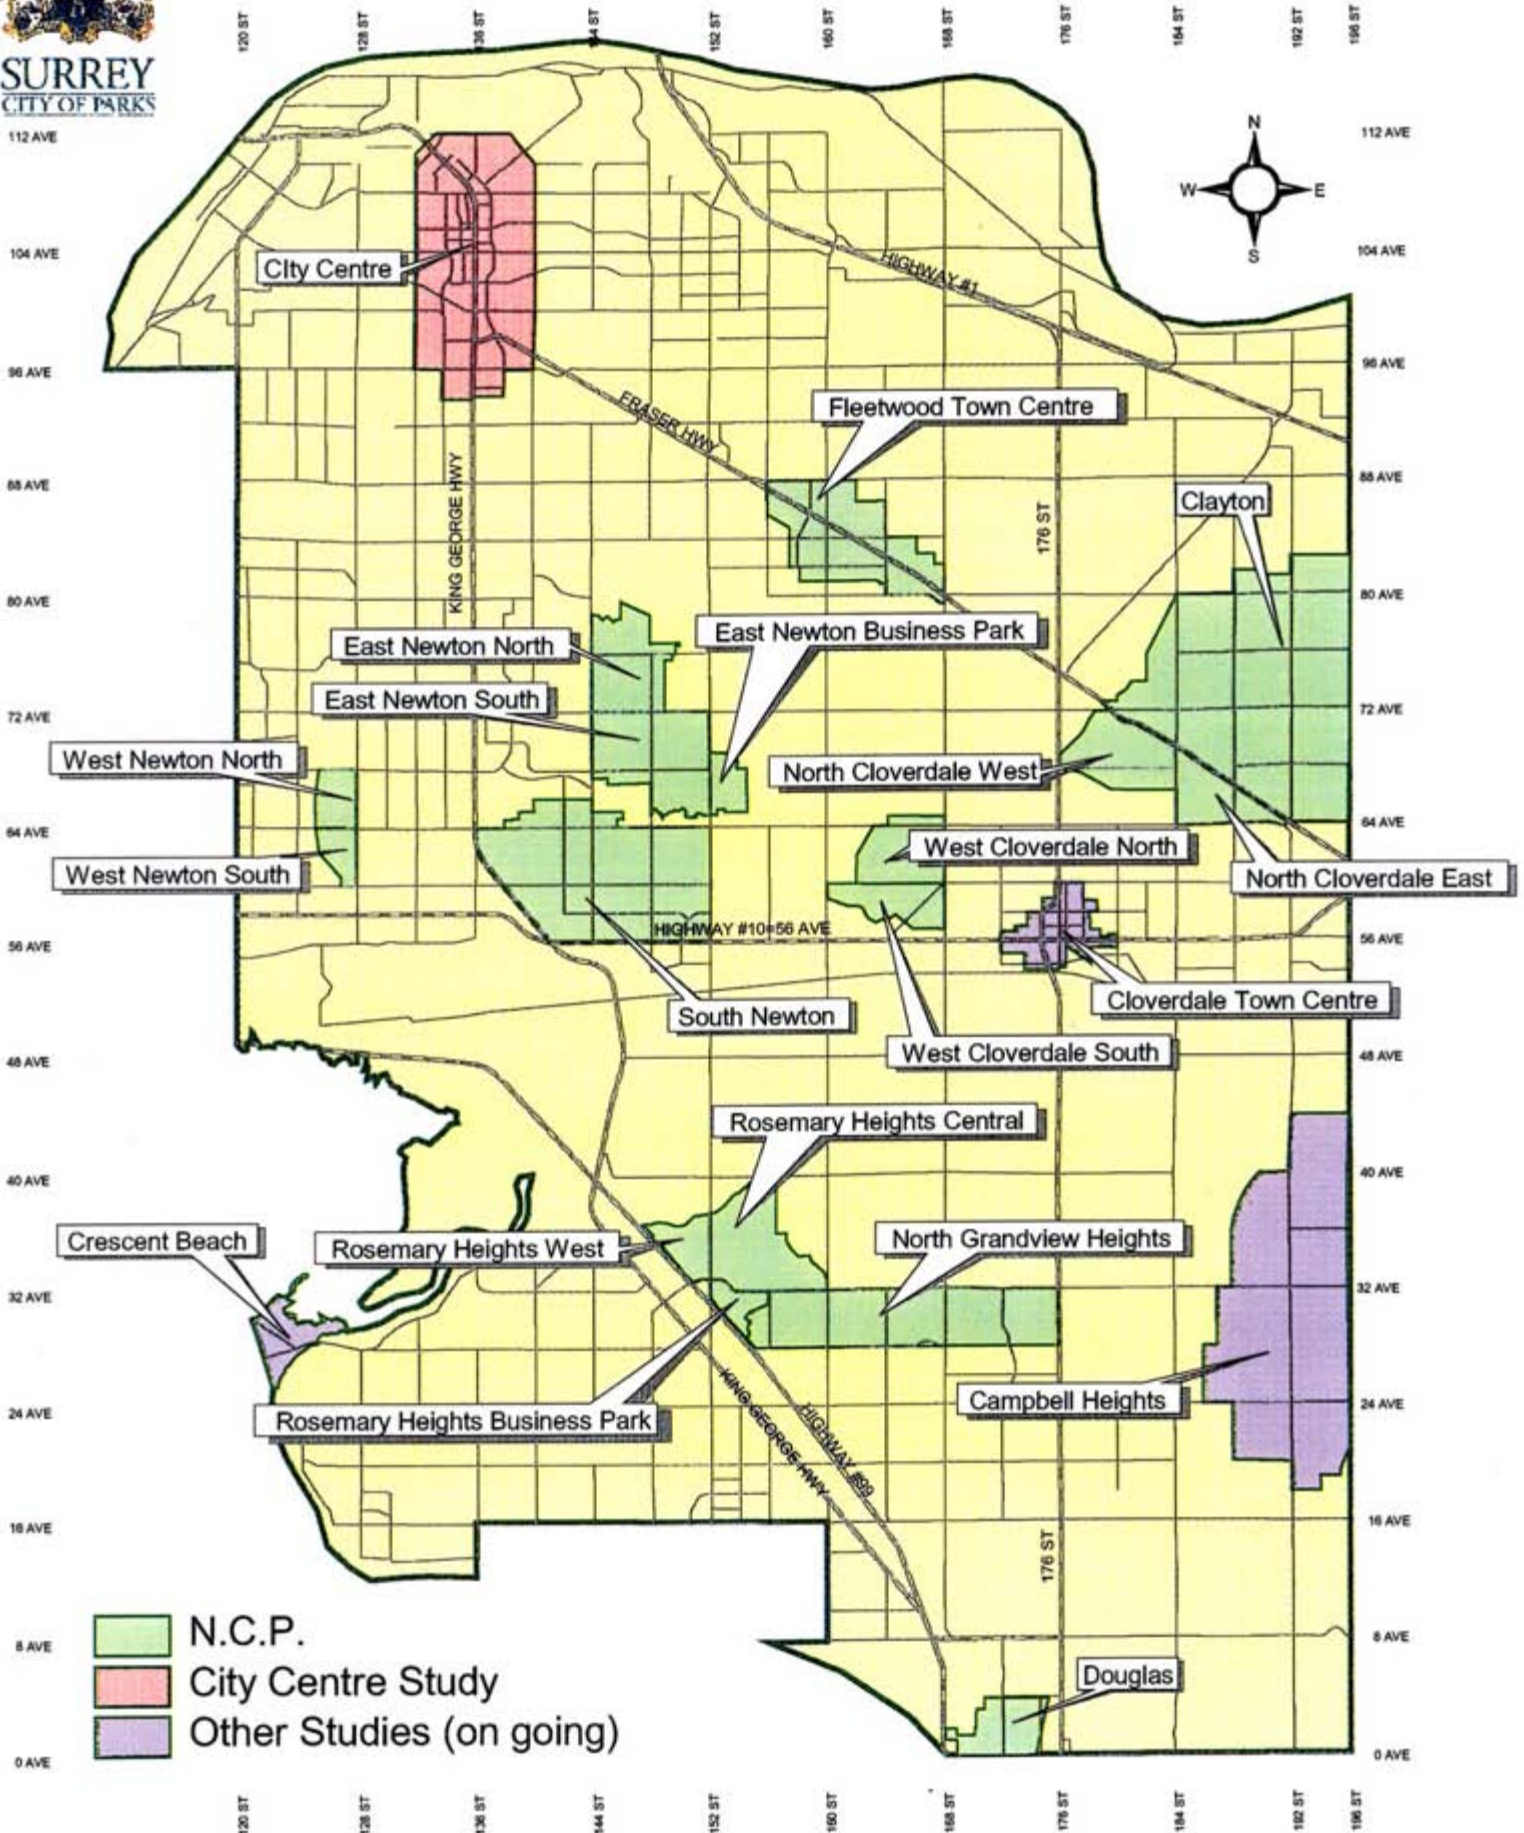 120 ST
128 ST
136 ST
144 ST
152 ST
160 ST
168 ST
176 ST
184 ST
192 ST
196 ST
SURREY
CITY OF PARKS
112 AVE
112 AVE
N
W
E
S
104 AVE
104 AVE
CIty Centre
HIGHWAY #1
96 AVE
96 AVE
FRASER HWY
Fleetwood Town Centre
KING GEORGE HWY
88 AVE
88 AVE
Clayton
176 ST
80 AVE
80 AVE
East Newton Business Park
East Newton North
East Newton South
72 AVE
72 AVE
West Newton North
North Cloverdale West
64 AVE
64 AVE
West Cloverdale North
West Newton South
North Cloverdale East
HIGHWAY #10=56 AVE
56 AVE
56 AVE
Cloverdale Town Centre
South Newton
West Cloverdale South
48 AVE
48 AVE
Rosemary Heights Central
40 AVE
40 AVE
Crescent Beach
Rosemary Heights West
North Grandview Heights
32 AVE
32 AVE
KING GEORGE HWY
HIGHWAY #99
Campbell Heights
24 AVE
24 AVE
Rosemary Heights Business Park
16 AVE
16 AVE
176 ST
N.C.P.
8 AVE
8 AVE
City Centre Study
Douglas
Other Studies (on going)
0 AVE
0 AVE
120 ST
128 ST
136 ST
144 ST
152 ST
160 ST
168 ST
176 ST
184 ST
192 ST
196 ST